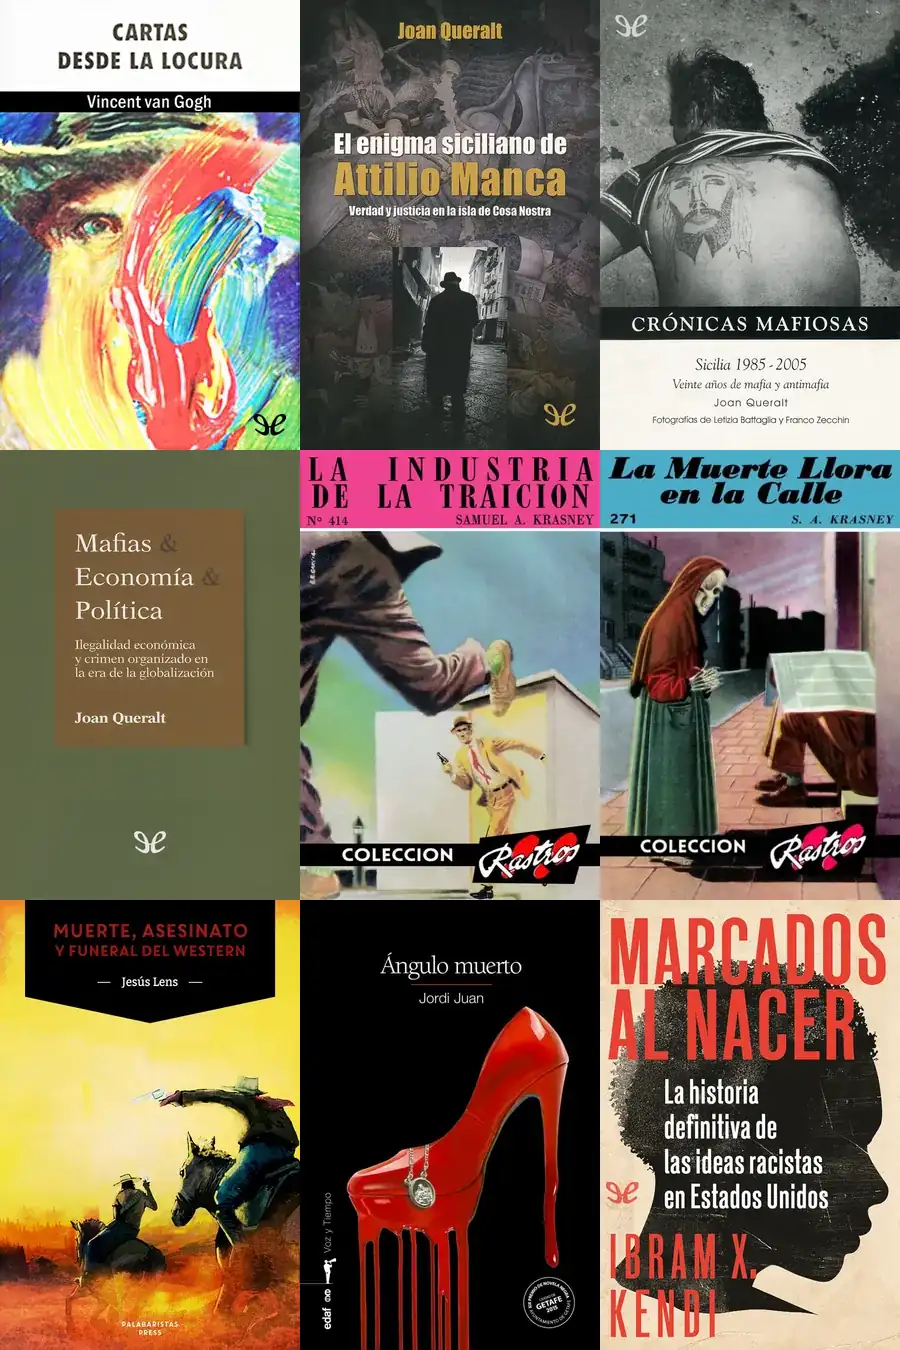 CARTAS
DESDE LA LOCURA
Vincent van Gogh
Joan Queralt
El enigma siciliano de
Attilio Manca
Verdad y justicia en la isla de Cosa Nostra
CRÓNICAS MAFIOSAS
Sicilia 1985 - 2005
Veinte años de mafia y antimafia
Joan Queralt
Fotografías de Letizia Battaglia y Franco Zecchin
Mafias &
Economía &
Política
Ilegalidad económica
y crimen organizado en
la era de la globalización
Joan Queralt
LA INDUSTRIA
DE LA TRAICION
Nº 414 SAMUEL A. KRASNEY
COLECCION Rastros
La Muerte Llora
en la Calle
271 S. A. KRASNEY
COLECCION Rastros
MUERTE, ASESINATO
Y FUNERAL DEL WESTERN
— Jesús Lens —
PALABARISTAS
PRESS
Ángulo muerto
Jordi Juan
edaf Voz y Tiempo
GETAFE
2015
MARCADOS
AL NACER
La historia
definitiva de
las ideas racistas
en Estados Unidos
IBRAM X.
KENDI